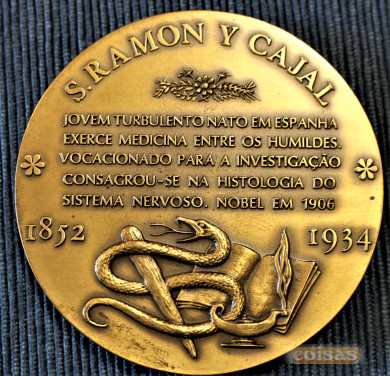 S. RAMON Y CAJAL
JOVEM TURBULENTO NATO EM ESPANHA
EXERCE MEDICINA ENTRE OS HUMILDES.
VOCACIONADO PARA A INVESTIGAÇÃO
CONSAGROU-SE NA HISTOLOGIA DO
SISTEMA NERVOSO. NOBEL EM 1906
1852
1934
coisas